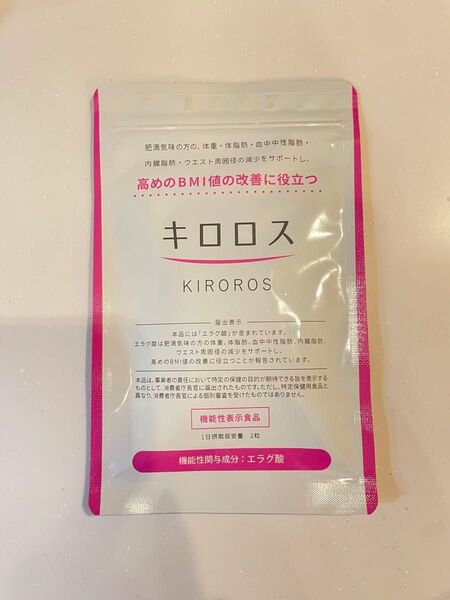 肥満気味の方の、体重・体脂肪・血中中性脂肪・
内臓脂肪・ウエスト周囲径の減少をサポートし、
高めのBMI値の改善に役立つ
キロロス
KIROROS
届出表示
本品には「エラグ酸」が含まれています。
エラグ酸は肥満気味の方の体重、体脂肪、血中中性脂肪、内臓脂肪、
ウエスト周囲径の減少をサポートし、
高めのBMI値の改善に役立つことが報告されています。
本品は、事業者の責任において特定の保健の目的が期待できる旨を表示する
ものとして、消費者庁長官に届出されたものです。ただし、特定保健用食品と
異なり、消費者庁長官による個別審査を受けたものではありません。
機能性表示食品
1日摂取目安量 2粒
機能性関与成分：エラグ酸